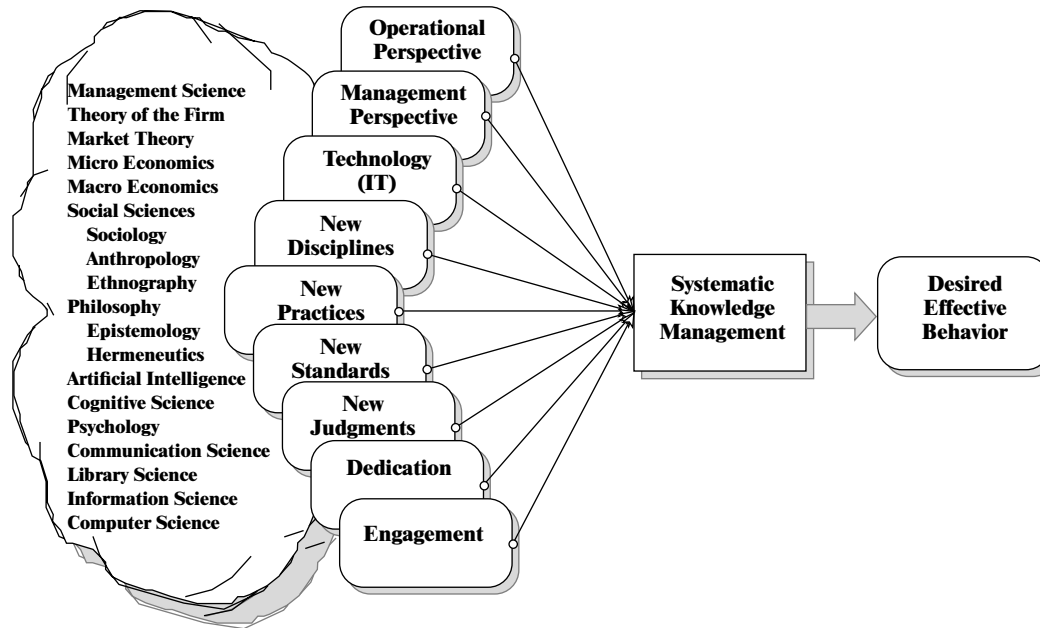 Management Science
Theory of the Firm
Market Theory
Micro Economics
Macro Economics
Social Sciences
Sociology
Anthropology
Ethnography
Philosophy
Epistemology
Hermeneutics
Artificial Intelligence
Cognitive Science
Psychology
Communication Science
Library Science
Information Science
Computer Science
Operational
Perspective
Management
Perspective
Technology
(IT)
New
Disciplines
New
Practices
New
Standards
New
Judgments
Dedication
Engagement
Systematic
Knowledge
Management
Desired
Effective
Behavior